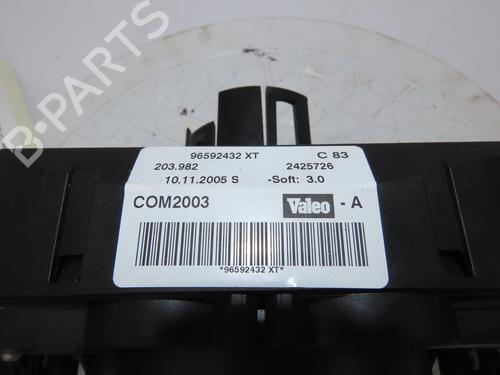 B-PARTS
96592432 XT C 83
203.982 2425726
10.11.2005 S -Soft: 3.0
COM2003 Valeo - A
*96592432 XT*